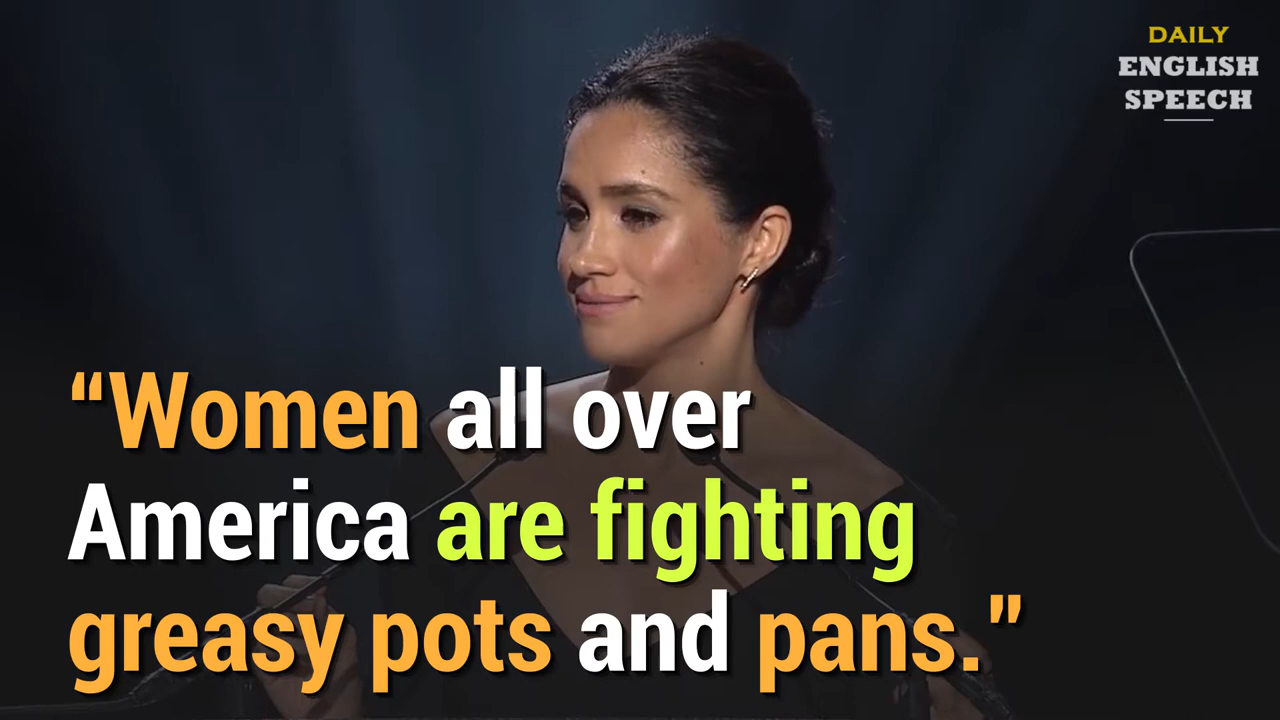 DAILY
ENGLISH
SPEECH
“Women all over
America are fighting
greasy pots and pans.”